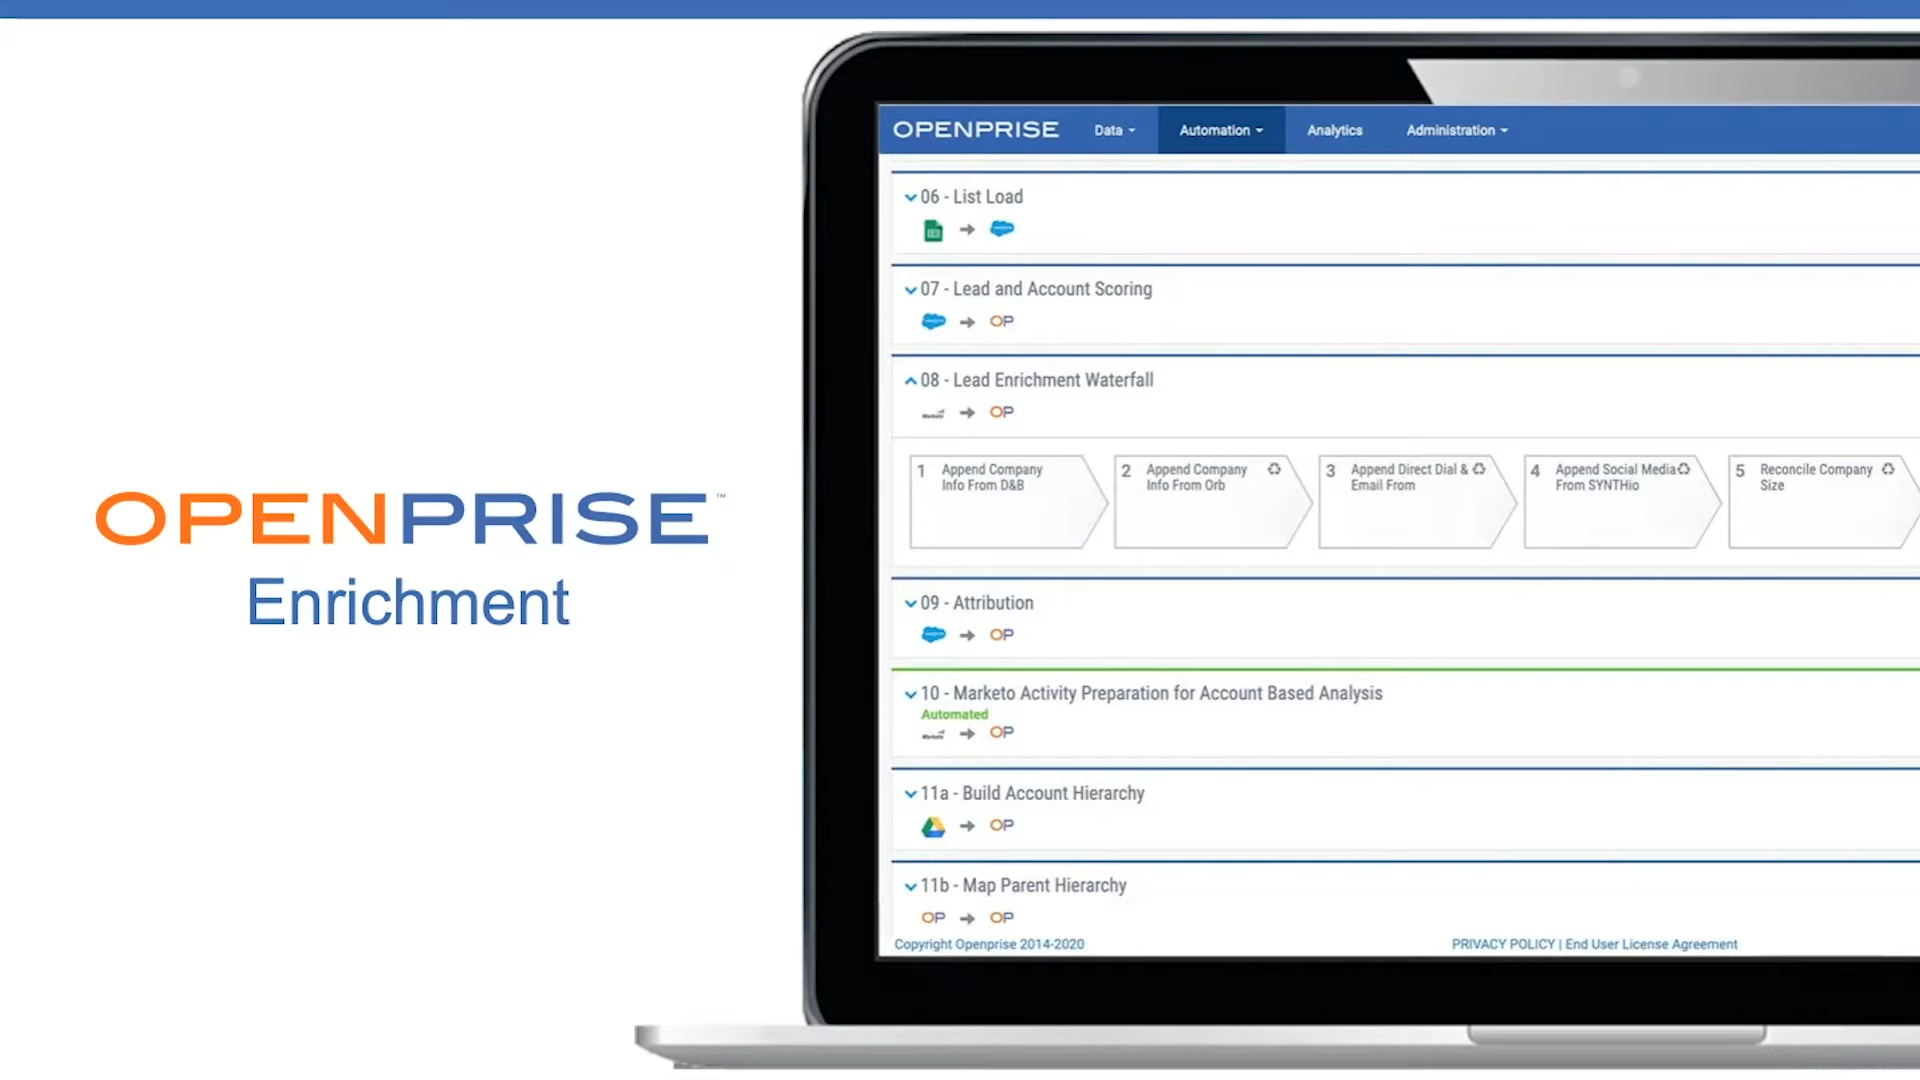 OPENPRISE™
Enrichment
OPENPRISE Data Automation Analytics Administration
06 - List Load
07 - Lead and Account Scoring
OP
08 - Lead Enrichment Waterfall
Marketo OP
1 Append Company
Info From D&B
2 Append Company
Info From Orb
3 Append Direct Dial &
Email From
4 Append Social Media
From SYNTHio
5 Reconcile Company
Size
09 - Attribution
OP
10 - Marketo Activity Preparation for Account Based Analysis
Automated
Marketo OP
11a - Build Account Hierarchy
OP
11b - Map Parent Hierarchy
OP OP
Copyright Openprise 2014-2020 PRIVACY POLICY | End User License Agreement